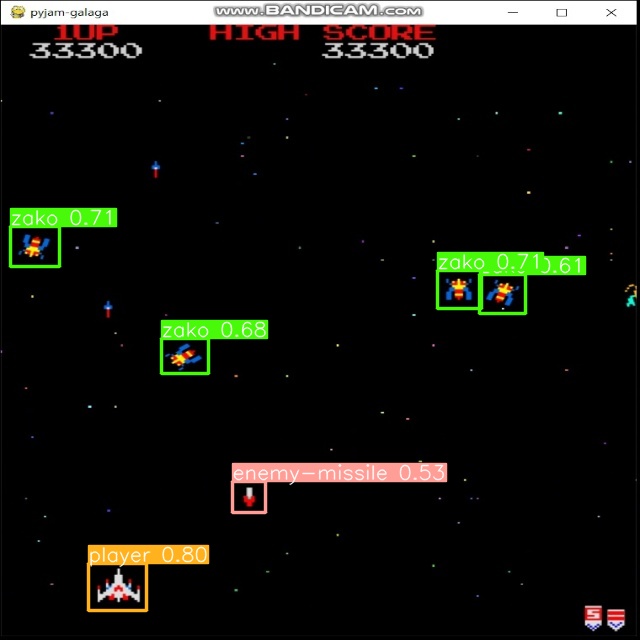 pyjam-galaga
www.BANDICAM.com
1UP HIGH SCORE
33300 33300
zako 0.71
zako 0.71
0.61
zako 0.68
enemy-missile 0.53
player 0.80
5